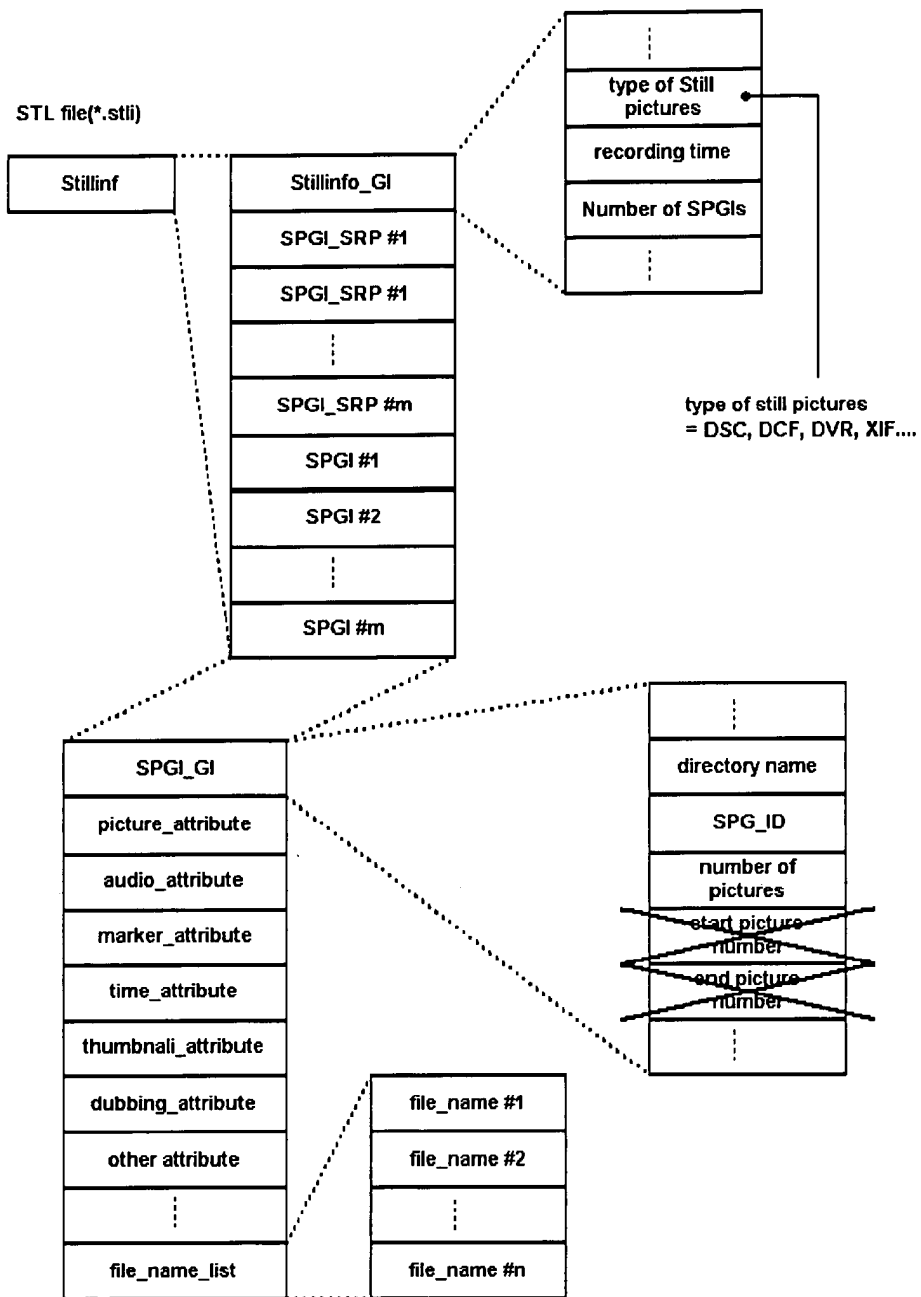 STL file(*.stli)
Stillinf
Stillinfo_GI
SPGI_SRP #1
SPGI_SRP #1
SPGI_SRP #m
SPGI #1
SPGI #2
SPGI #m
type of Still
pictures
recording time
Number of SPGIs
type of still pictures
= DSC, DCF, DVR, XIF....
SPGI_GI
picture_attribute
audio_attribute
marker_attribute
time_attribute
thumbnali_attribute
dubbing_attribute
other attribute
file_name_list
file_name #1
file_name #2
file_name #n
directory name
SPG_ID
number of
pictures
start picture
number
end picture
number